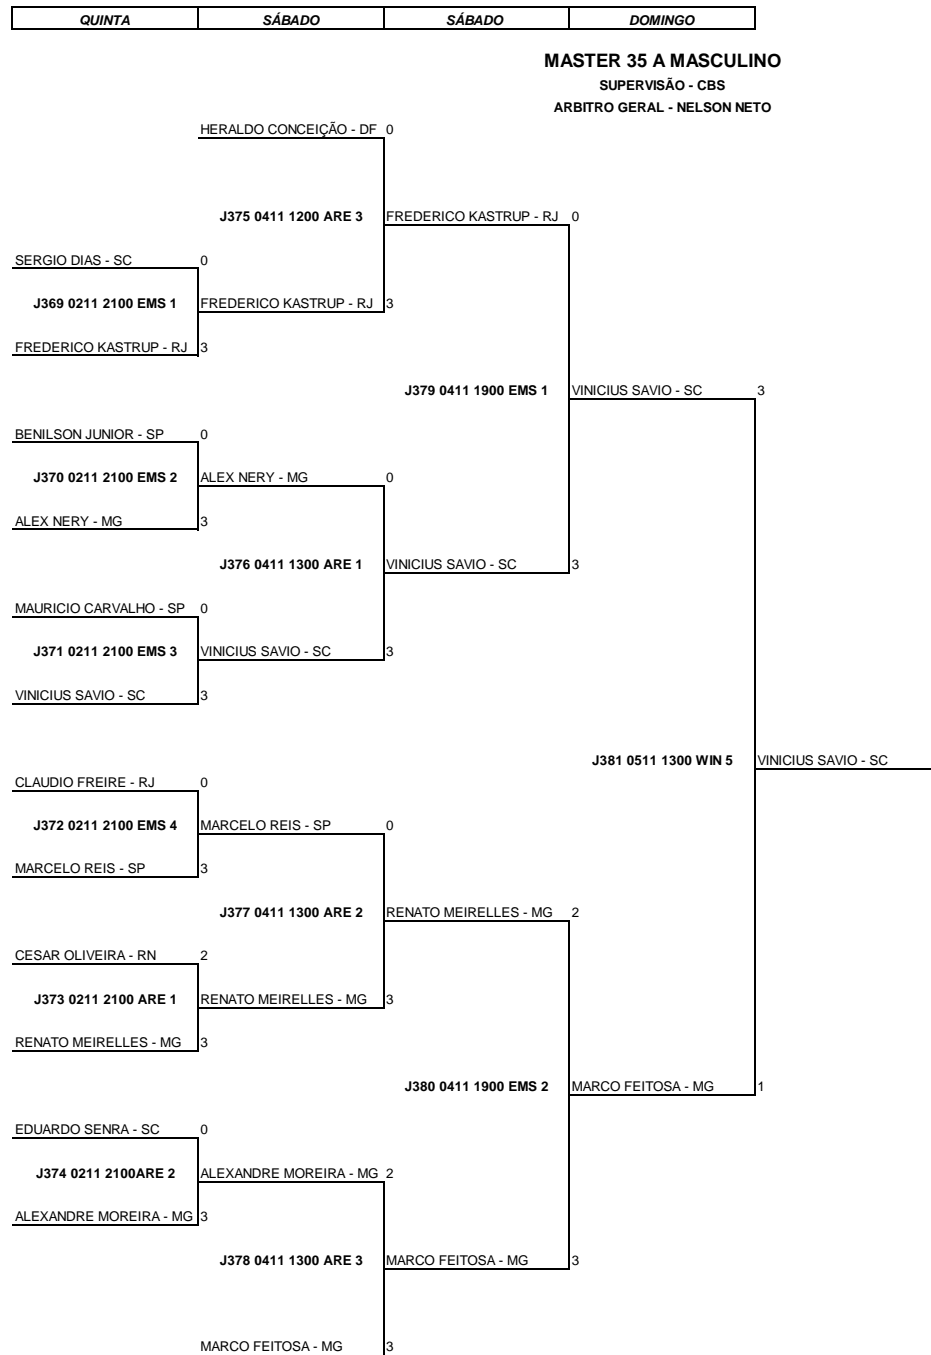 QUINTA SÁBADO SÁBADO DOMINGO
MASTER 35 A MASCULINO
SUPERVISÃO - CBS
ARBITRO GERAL - NELSON NETO
HERALDO CONCEIÇÃO - DF 0
J375 0411 1200 ARE 3 FREDERICO KASTRUP - RJ 0
SERGIO DIAS - SC 0
J369 0211 2100 EMS 1 FREDERICO KASTRUP - RJ 3
FREDERICO KASTRUP - RJ 3
J379 0411 1900 EMS 1 VINICIUS SAVIO - SC 3
BENILSON JUNIOR - SP 0
J370 0211 2100 EMS 2 ALEX NERY - MG 0
ALEX NERY - MG 3
J376 0411 1300 ARE 1 VINICIUS SAVIO - SC 3
MAURICIO CARVALHO - SP 0
J371 0211 2100 EMS 3 VINICIUS SAVIO - SC 3
VINICIUS SAVIO - SC 3
J381 0511 1300 WIN 5 VINICIUS SAVIO - SC
CLAUDIO FREIRE - RJ 0
J372 0211 2100 EMS 4 MARCELO REIS - SP 0
MARCELO REIS - SP 3
J377 0411 1300 ARE 2 RENATO MEIRELLES - MG 2
CESAR OLIVEIRA - RN 2
J373 0211 2100 ARE 1 RENATO MEIRELLES - MG 3
RENATO MEIRELLES - MG 3
J380 0411 1900 EMS 2 MARCO FEITOSA - MG 1
EDUARDO SENRA - SC 0
J374 0211 2100ARE 2 ALEXANDRE MOREIRA - MG 2
ALEXANDRE MOREIRA - MG 3
J378 0411 1300 ARE 3 MARCO FEITOSA - MG 3
MARCO FEITOSA - MG 3